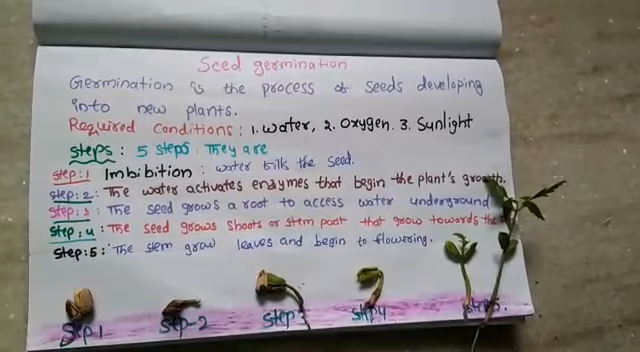 Seed germination
Germination is the process of seeds developing
into new plants.
Required Conditions : 1. water, 2. Oxygen. 3. Sunlight
Steps : 5 steps. They are
Step:1 Imbibition : water fills the seed.
Step:2: The water activates enzymes that begin the plant's growth.
Step:3 : The seed grows a root to access water underground
Step:4 : The seed grows shoots or stem part that grow towards the
Step:5: The stem grow leaves and begin to flowering.
Step-1 Step-2 Step3 Step4 Step5